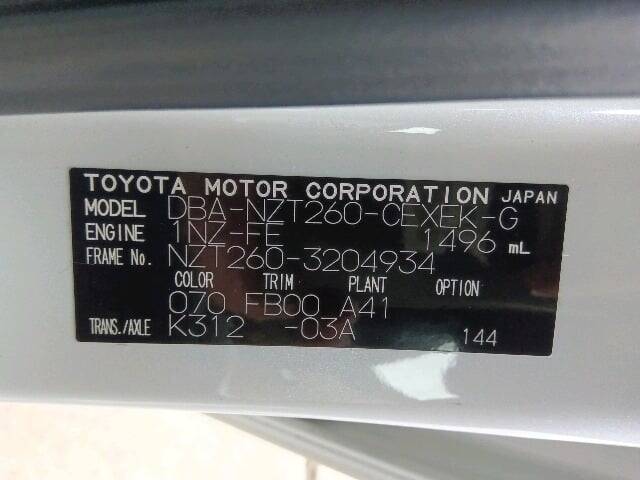 TOYOTA MOTOR CORPORATION JAPAN
MODEL DBA-NZT260-CEXEK-G
ENGINE 1NZ-FE 1496 mL
FRAME No. NZT260-3204934
COLOR TRIM PLANT OPTION
070 FB00 A41
TRANS./AXLE K312 -03A 144